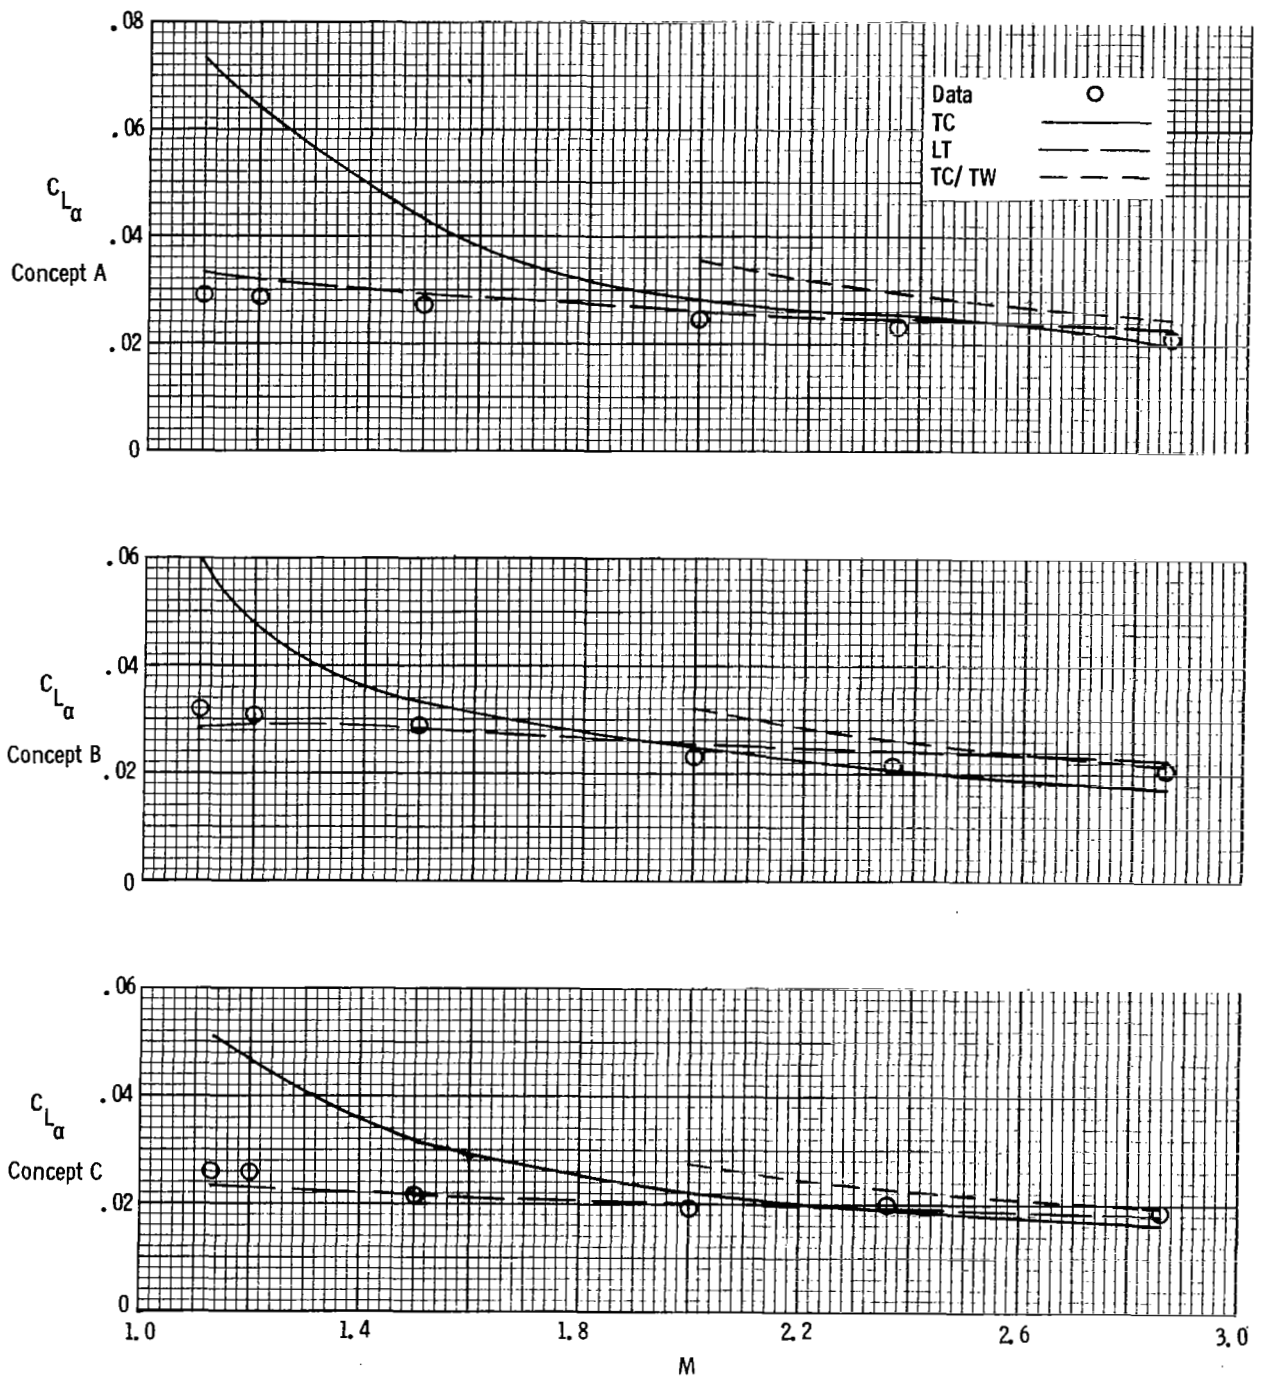 .08
.06
C_Lα
.04
Concept A
.02
0
Data
TC
LT
TC/ TW
.06
.04
C_Lα
Concept B
.02
0
.06
.04
C_Lα
Concept C
.02
0
1.0 1.4 1.8 2.2 2.6 3.0
M